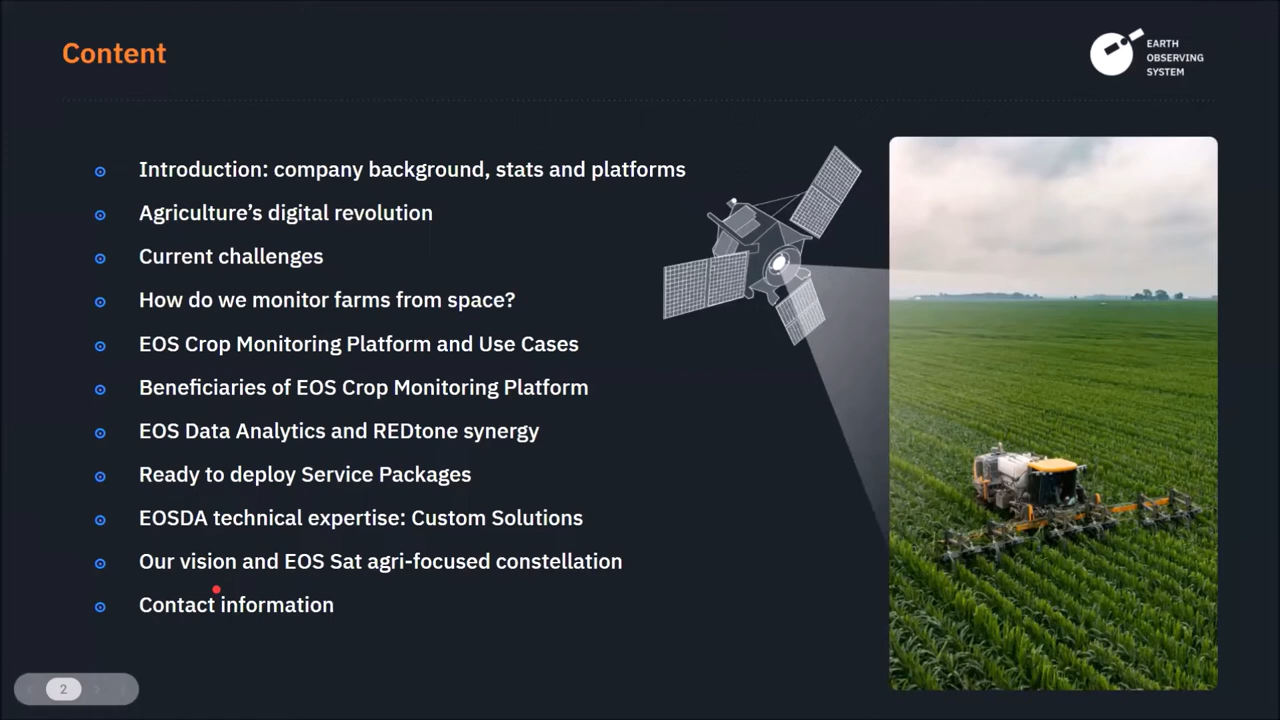 Content
EARTH
OBSERVING
SYSTEM
Introduction: company background, stats and platforms
Agriculture’s digital revolution
Current challenges
How do we monitor farms from space?
EOS Crop Monitoring Platform and Use Cases
Beneficiaries of EOS Crop Monitoring Platform
EOS Data Analytics and REDtone synergy
Ready to deploy Service Packages
EOSDA technical expertise: Custom Solutions
Our vision and EOS Sat agri-focused constellation
Contact information
2